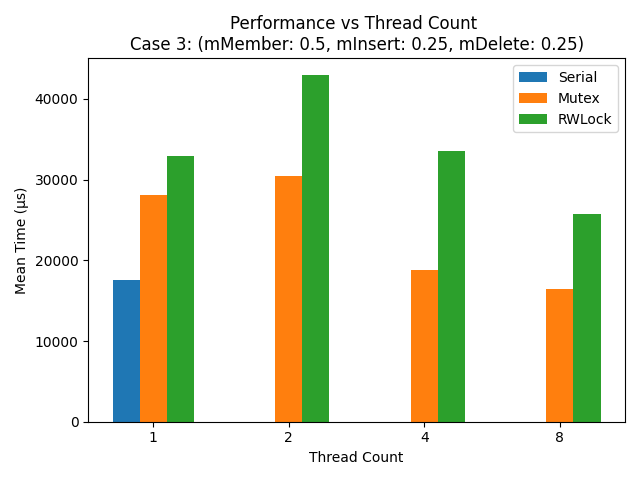 Performance vs Thread Count
Case 3: (mMember: 0.5, mInsert: 0.25, mDelete: 0.25)
Serial
Mutex
RWLock
Mean Time (μs)
40000
30000
20000
10000
0
1 2 4 8
Thread Count